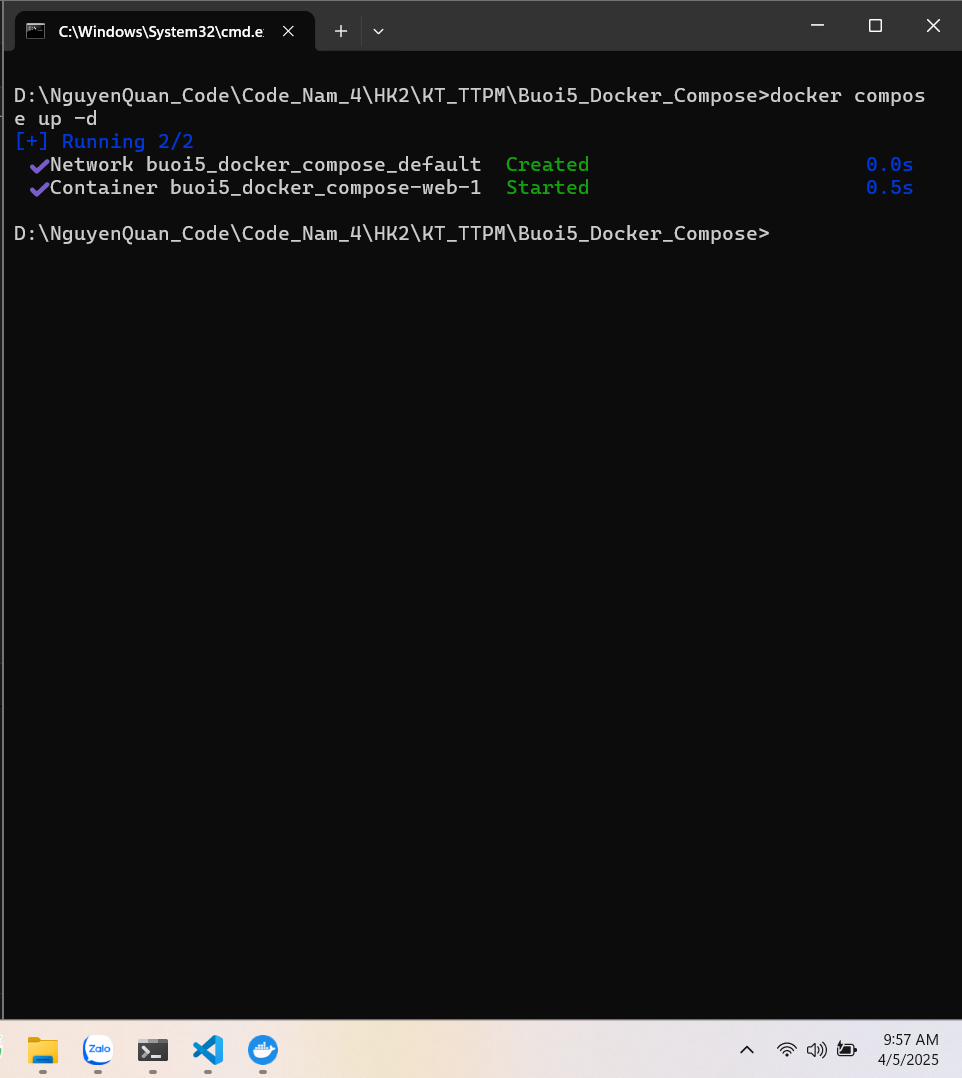 C:\Windows\System32\cmd.e
D:\NguyenQuan_Code\Code_Nam_4\HK2\KT_TTPM\Buoi5_Docker_Compose>docker compos
e up -d
[+] Running 2/2
✔Network buoi5_docker_compose_default Created 0.0s
✔Container buoi5_docker_compose-web-1 Started 0.5s
D:\NguyenQuan_Code\Code_Nam_4\HK2\KT_TTPM\Buoi5_Docker_Compose>
Zalo
9:57 AM
4/5/2025